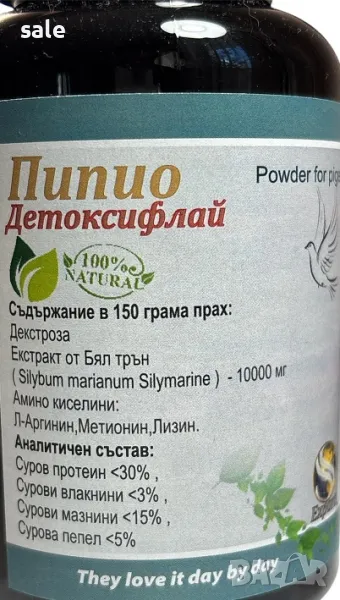 sale
Пипио
Powder for
Детоксифлай
100%
NATURAL
Съдържание в 150 грама прах:
Декстроза
Екстракт от Бял трън
( Silybum marianum Silymarine ) - 10000 мг
Амино киселини:
Л-Аргинин,Метионин,Лизин.
Аналитичен състав:
Суров протеин <30% ,
Сурови влакнини <3% ,
Сурови мазнини <15% ,
Сурова пепел <5%
They love it day by day
BAZAR